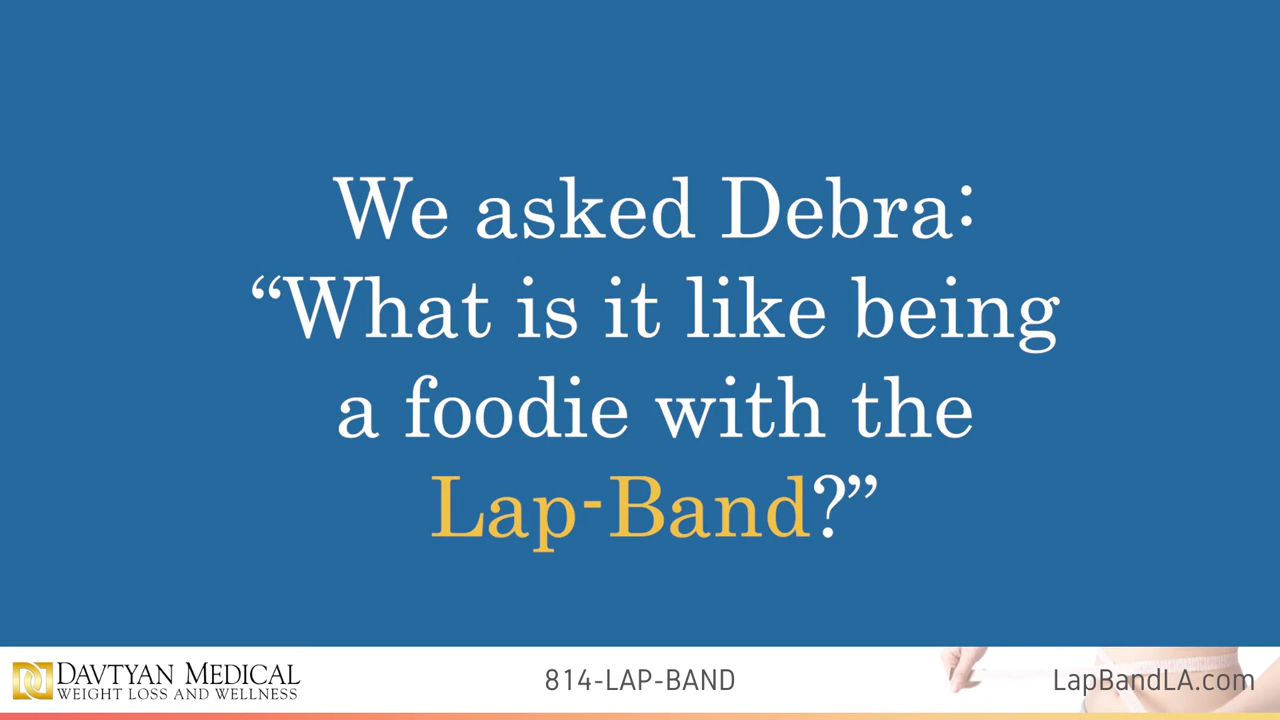 We asked Debra:
“What is it like being
a foodie with the
Lap-Band?”
DAVTYAN MEDICAL
WEIGHT LOSS AND WELLNESS
814-LAP-BAND
LapBandLA.com